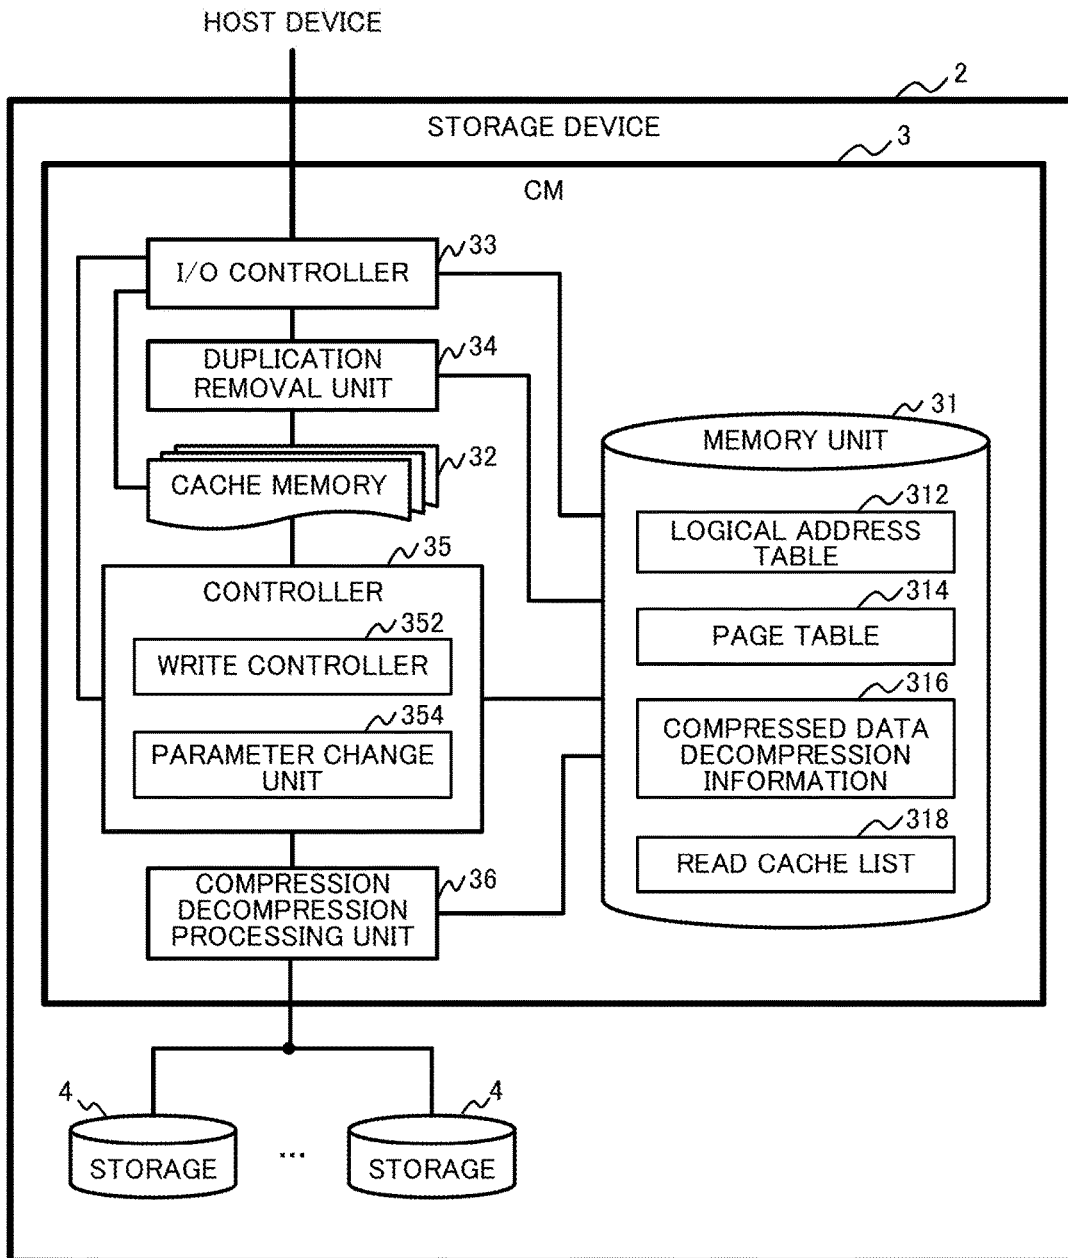 HOST DEVICE
2
STORAGE DEVICE
3
CM
33
I/O CONTROLLER
34
DUPLICATION
REMOVAL UNIT
32
CACHE MEMORY
35
CONTROLLER
352
WRITE CONTROLLER
354
PARAMETER CHANGE
UNIT
36
COMPRESSION
DECOMPRESSION
PROCESSING UNIT
31
MEMORY UNIT
312
LOGICAL ADDRESS
TABLE
314
PAGE TABLE
316
COMPRESSED DATA
DECOMPRESSION
INFORMATION
318
READ CACHE LIST
4
STORAGE
...
4
STORAGE